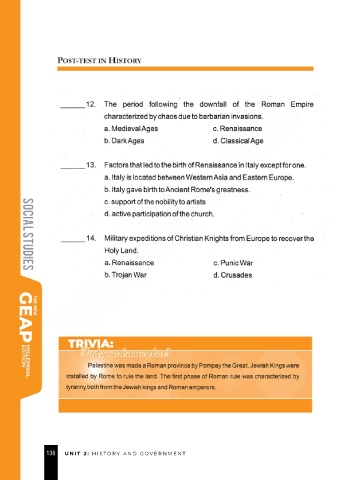 POST-TEST IN HISTORY
______12. The period following the downfall of the Roman Empire
characterized by chaos due to barbarian invasions.
a. Medieval Ages c. Renaissance
b. Dark Ages d. Classical Age
______13. Factors that led to the birth of Renaissance in Italy except for one.
a. Italy is located between Western Asia and Eastern Europe.
b. Italy gave birth to Ancient Rome's greatness.
c. support of the nobility to artists
d. active participation of the church.
______14. Military expeditions of Christian Knights from Europe to recover the
Holy Land.
a. Renaissance c. Punic War
b. Trojan War d. Crusades
SOCIAL STUDIES
THE NEW
GEAP
MILLENNIAL
EDITION
TRIVIA:
Did you know that?
Palestine was made a Roman province by Pompey the Great. Jewish Kings were
installed by Rome to rule the land. The first phase of Roman rule was characterized by
tyranny both from the Jewish kings and Roman emperors.
136 UNIT 2: HISTORY AND GOVERNMENT